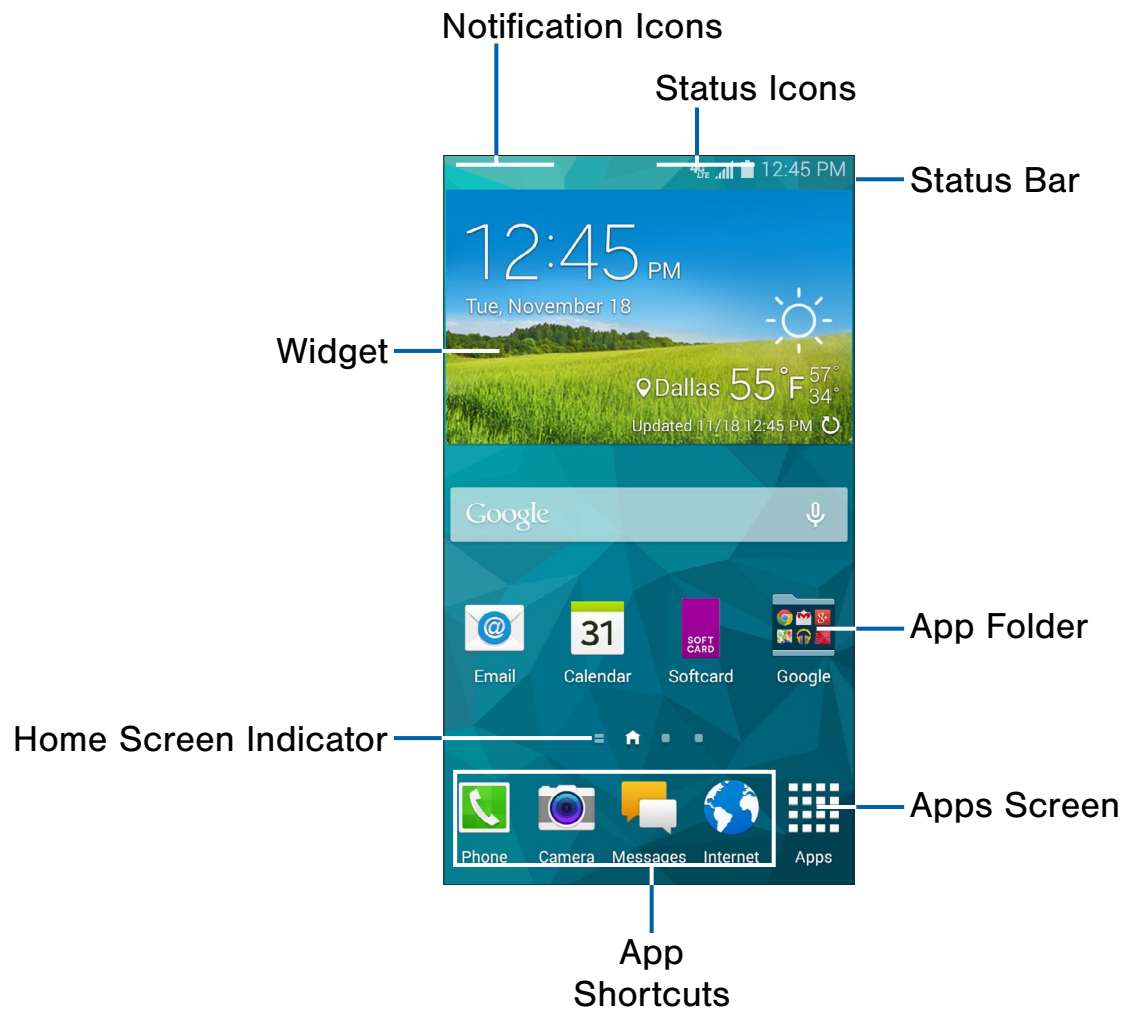 Notification Icons
Status Icons
4G LTE 12:45 PM
Status Bar
12:45 PM
Tue, November 18
Widget
Dallas 55°F 57° 34°
Updated 11/18 12:45 PM
Google
31
SOFT CARD
App Folder
Email Calendar Softcard Google
Home Screen Indicator
Apps Screen
Phone Camera Messages Internet Apps
App
Shortcuts